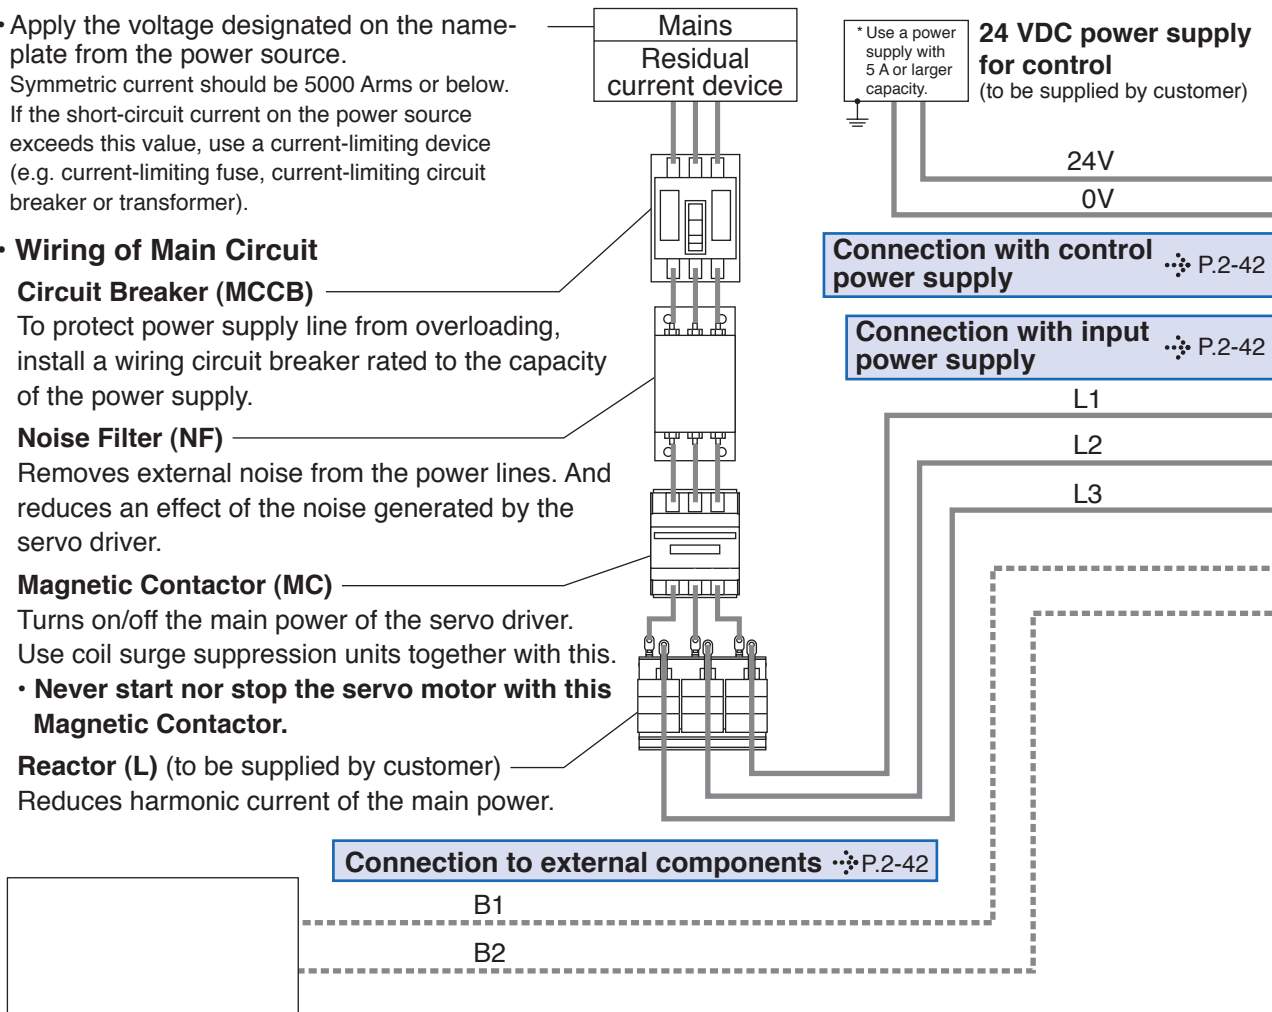 • Apply the voltage designated on the name-
plate from the power source.
Symmetric current should be 5000 Arms or below.
If the short-circuit current on the power source
exceeds this value, use a current-limiting device
(e.g. current-limiting fuse, current-limiting circuit
breaker or transformer).
• Wiring of Main Circuit
Circuit Breaker (MCCB)
To protect power supply line from overloading,
install a wiring circuit breaker rated to the capacity
of the power supply.
Noise Filter (NF)
Removes external noise from the power lines. And
reduces an effect of the noise generated by the
servo driver.
Magnetic Contactor (MC)
Turns on/off the main power of the servo driver.
Use coil surge suppression units together with this.
• Never start nor stop the servo motor with this
Magnetic Contactor.
Reactor (L) (to be supplied by customer)
Reduces harmonic current of the main power.
Mains
Residual
current device
* Use a power
supply with
5 A or larger
capacity.
24 VDC power supply
for control
(to be supplied by customer)
24V
0V
Connection with control
power supply P.2-42
Connection with input
power supply P.2-42
L1
L2
L3
Connection to external components P.2-42
B1
B2